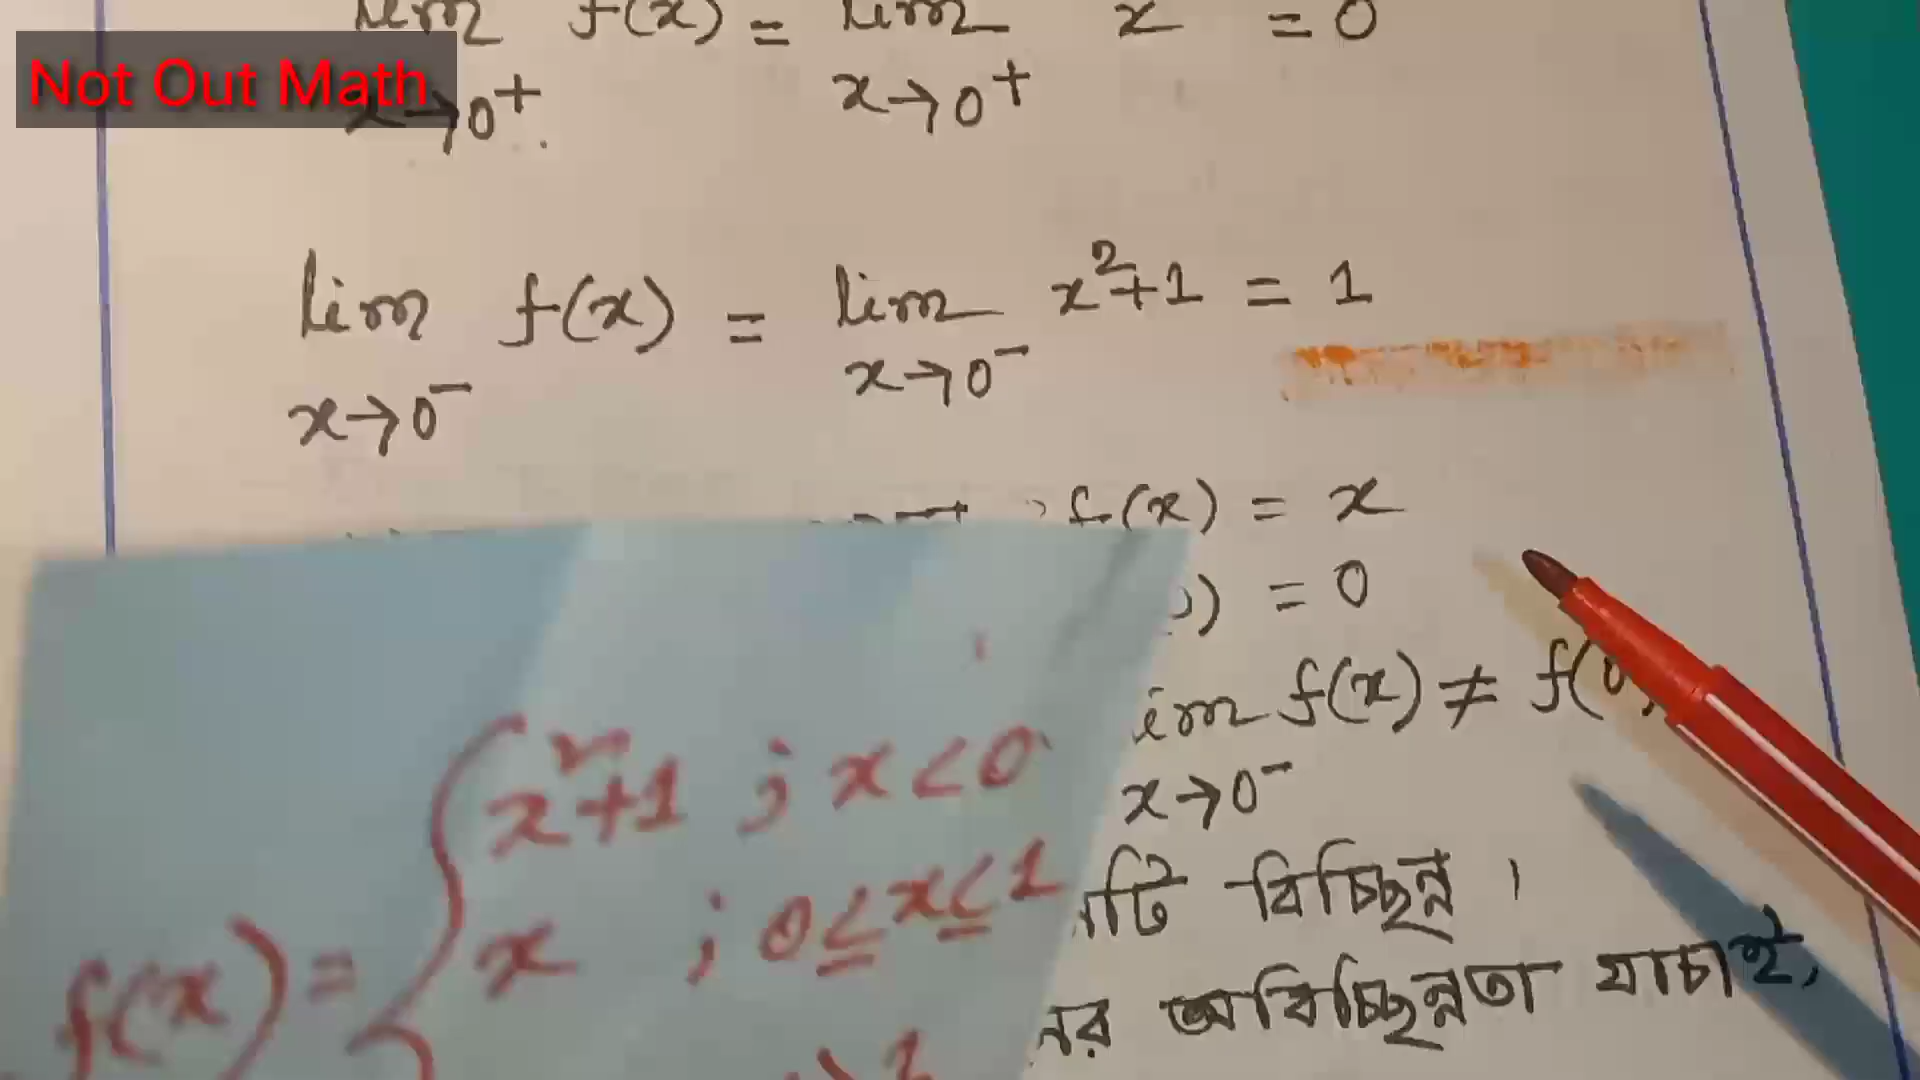 lim f(x) = lim x = 0
Not Out Math
x→0+ x→0+
lim f(x) = lim x²+1 = 1
x→0− x→0−
f(x) = x
= 0
lim f(x) ≠ f(0)
x→0−
x²+1 ; x<0
x ; 0≤x≤1
f(x) =
টি বিচ্ছিন্ন ।
অবিচ্ছিন্নতা যাচাই,